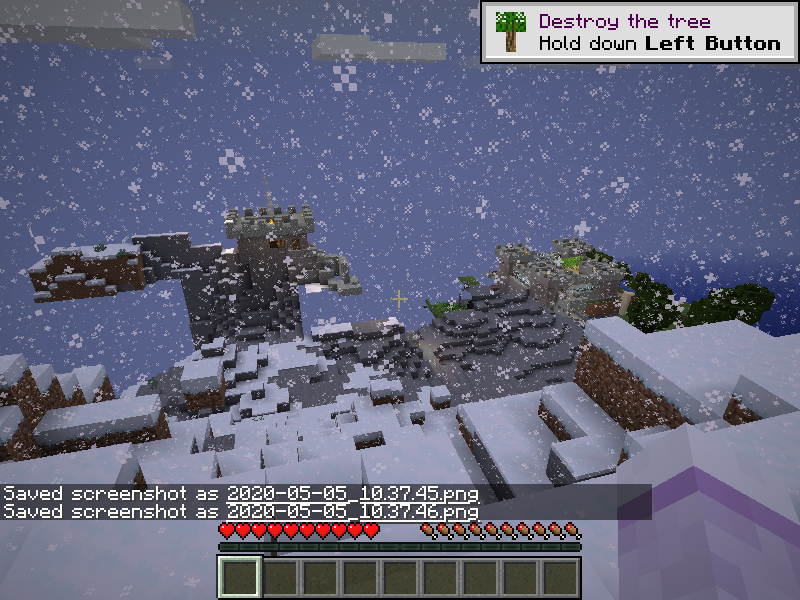 Destroy the tree
Hold down Left Button
Saved screenshot as 2020-05-05_10.37.45.png
Saved screenshot as 2020-05-05_10.37.46.png